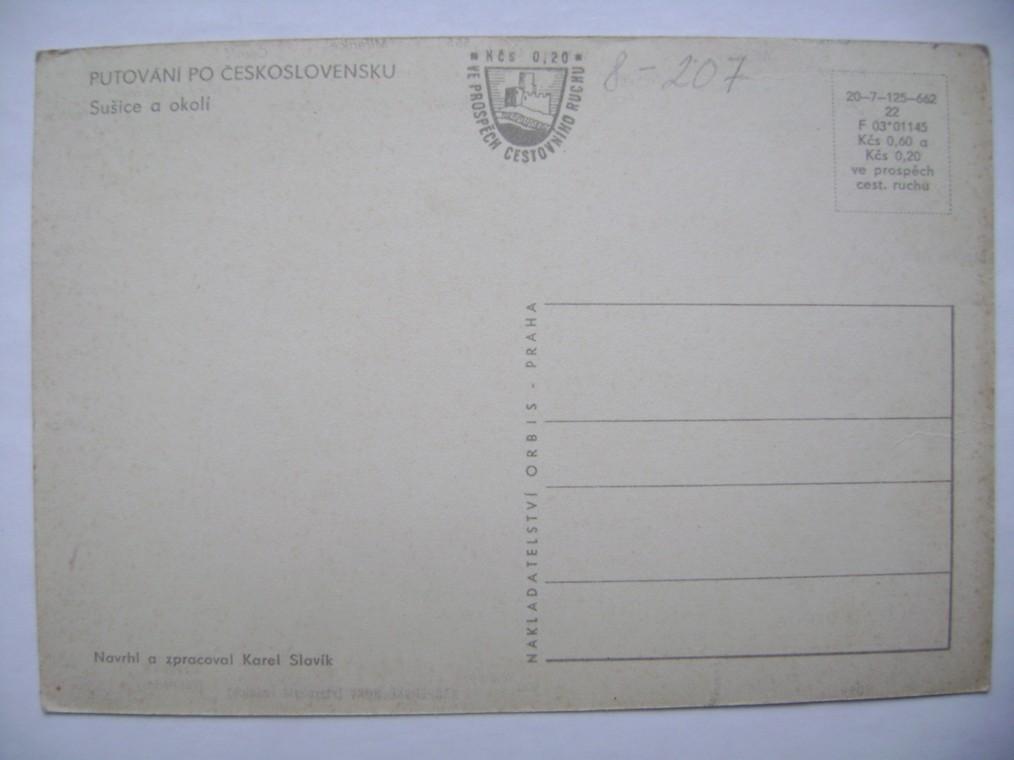 PUTOVÁNÍ PO ČESKOSLOVENSKU
Sušice a okolí
Kčs 0,20
VE PROSPĚCH CESTOVNÍHO RUCHU
8-207
20-7-125-662
22
F 03*01145
Kčs 0,60 a
Kčs 0,20
ve prospěch
cest. ruchu
NAKLADATELSTVÍ ORBIS - PRAHA
Navrhl a zpracoval Karel Slavík